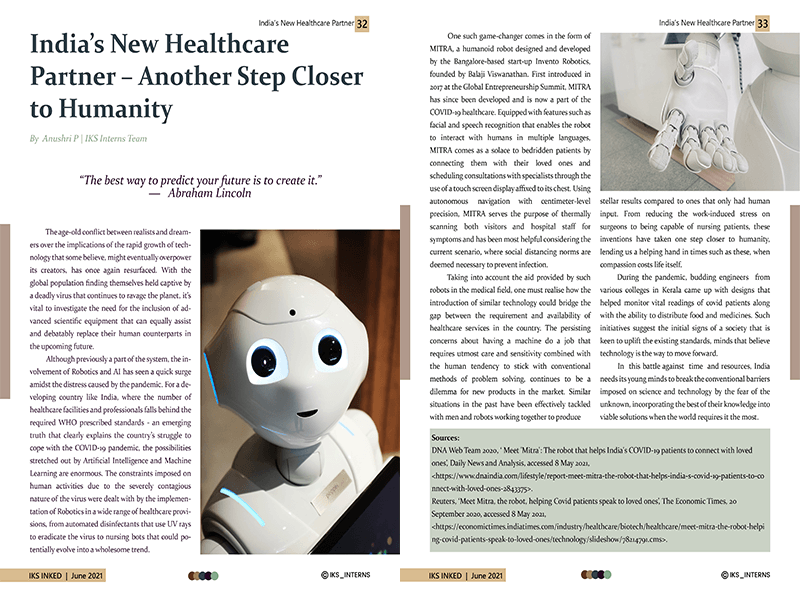 India's New Healthcare Partner 32
India's New Healthcare
Partner – Another Step Closer
to Humanity
By Anushri P | IKS Interns Team
“The best way to predict your future is to create it.”
— Abraham Lincoln
The age-old conflict between realists and dream-
ers over the implications of the rapid growth of tech-
nology that some believe, might eventually overpower
its creators, has once again resurfaced. With the
global population finding themselves held captive by
a deadly virus that continues to ravage the planet, it's
vital to investigate the need for the inclusion of ad-
vanced scientific equipment that can equally assist
and debatably replace their human counterparts in
the upcoming future.
Although previously a part of the system, the in-
volvement of Robotics and AI has seen a quick surge
amidst the distress caused by the pandemic. For a de-
veloping country like India, where the number of
healthcare facilities and professionals falls behind the
required WHO prescribed standards - an emerging
truth that clearly explains the country's struggle to
cope with the COVID-19 pandemic, the possibilities
stretched out by Artificial Intelligence and Machine
Learning are enormous. The constraints imposed on
human activities due to the severely contagious
nature of the virus were dealt with by the implemen-
tation of Robotics in a wide range of healthcare provi-
sions, from automated disinfectants that use UV rays
to eradicate the virus to nursing bots that could po-
tentially evolve into a wholesome trend.
IKS INKED | June 2021
© IKS_INTERNS
India's New Healthcare Partner 33
One such game-changer comes in the form of
MITRA, a humanoid robot designed and developed
by the Bangalore-based start-up Invento Robotics,
founded by Balaji Viswanathan. First introduced in
2017 at the Global Entrepreneurship Summit, MITRA
has since been developed and is now a part of the
COVID-19 healthcare. Equipped with features such as
facial and speech recognition that enables the robot
to interact with humans in multiple languages,
MITRA comes as a solace to bedridden patients by
connecting them with their loved ones and
scheduling consultations with specialists through the
use of a touch screen display affixed to its chest. Using
autonomous navigation with centimeter-level
precision, MITRA serves the purpose of thermally
scanning both visitors and hospital staff for
symptoms and has been most helpful considering the
current scenario, where social distancing norms are
deemed necessary to prevent infection.
Taking into account the aid provided by such
robots in the medical field, one must realise how the
introduction of similar technology could bridge the
gap between the requirement and availability of
healthcare services in the country. The persisting
concerns about having a machine do a job that
requires utmost care and sensitivity combined with
the human tendency to stick with conventional
methods of problem solving, continues to be a
dilemma for new products in the market. Similar
situations in the past have been effectively tackled
with men and robots working together to produce
stellar results compared to ones that only had human
input. From reducing the work-induced stress on
surgeons to being capable of nursing patients, these
inventions have taken one step closer to humanity,
lending us a helping hand in times such as these, when
compassion costs life itself.
During the pandemic, budding engineers from
various colleges in Kerala came up with designs that
helped monitor vital readings of covid patients along
with the ability to distribute food and medicines. Such
initiatives suggest the initial signs of a society that is
keen to uplift the existing standards, minds that believe
technology is the way to move forward.
In this battle against time and resources, India
needs its young minds to break the conventional barriers
imposed on science and technology by the fear of the
unknown, incorporating the best of their knowledge into
viable solutions when the world requires it the most.
Sources:
DNA Web Team 2020, ' Meet 'Mitra': The robot that helps India's COVID-19 patients to connect with loved
ones', Daily News and Analysis, accessed 8 May 2021,
<https://www.dnaindia.com/lifestyle/report-meet-mitra-the-robot-that-helps-india-s-covid-19-patients-to-co
nnect-with-loved-ones-2843375>.
Reuters, 'Meet Mitra, the robot, helping Covid patients speak to loved ones', The Economic Times, 20
September 2020, accessed 8 May 2021,
<https://economictimes.indiatimes.com/industry/healthcare/biotech/healthcare/meet-mitra-the-robot-helpi
ng-covid-patients-speak-to-loved-ones/technology/slideshow/78214791.cms>.
IKS INKED | June 2021
© IKS_INTERNS